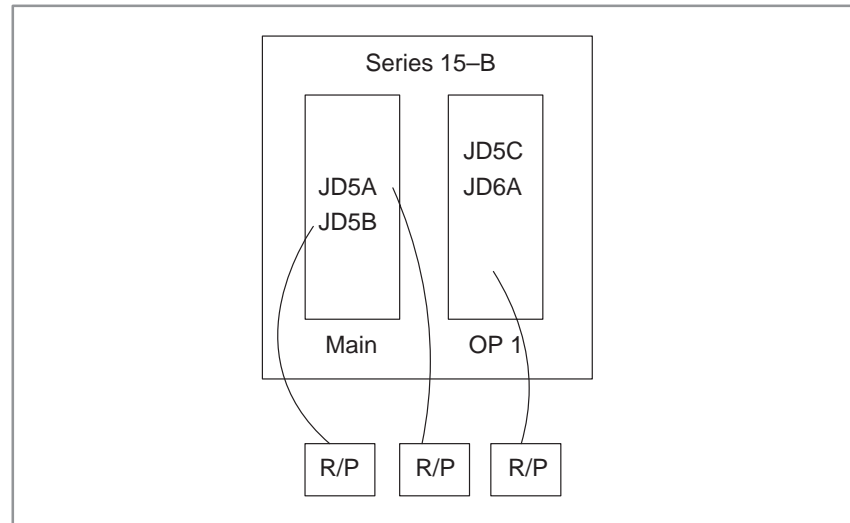 Series 15–B
JD5A
JD5B
Main
JD5C
JD6A
OP 1
R/P
R/P
R/P